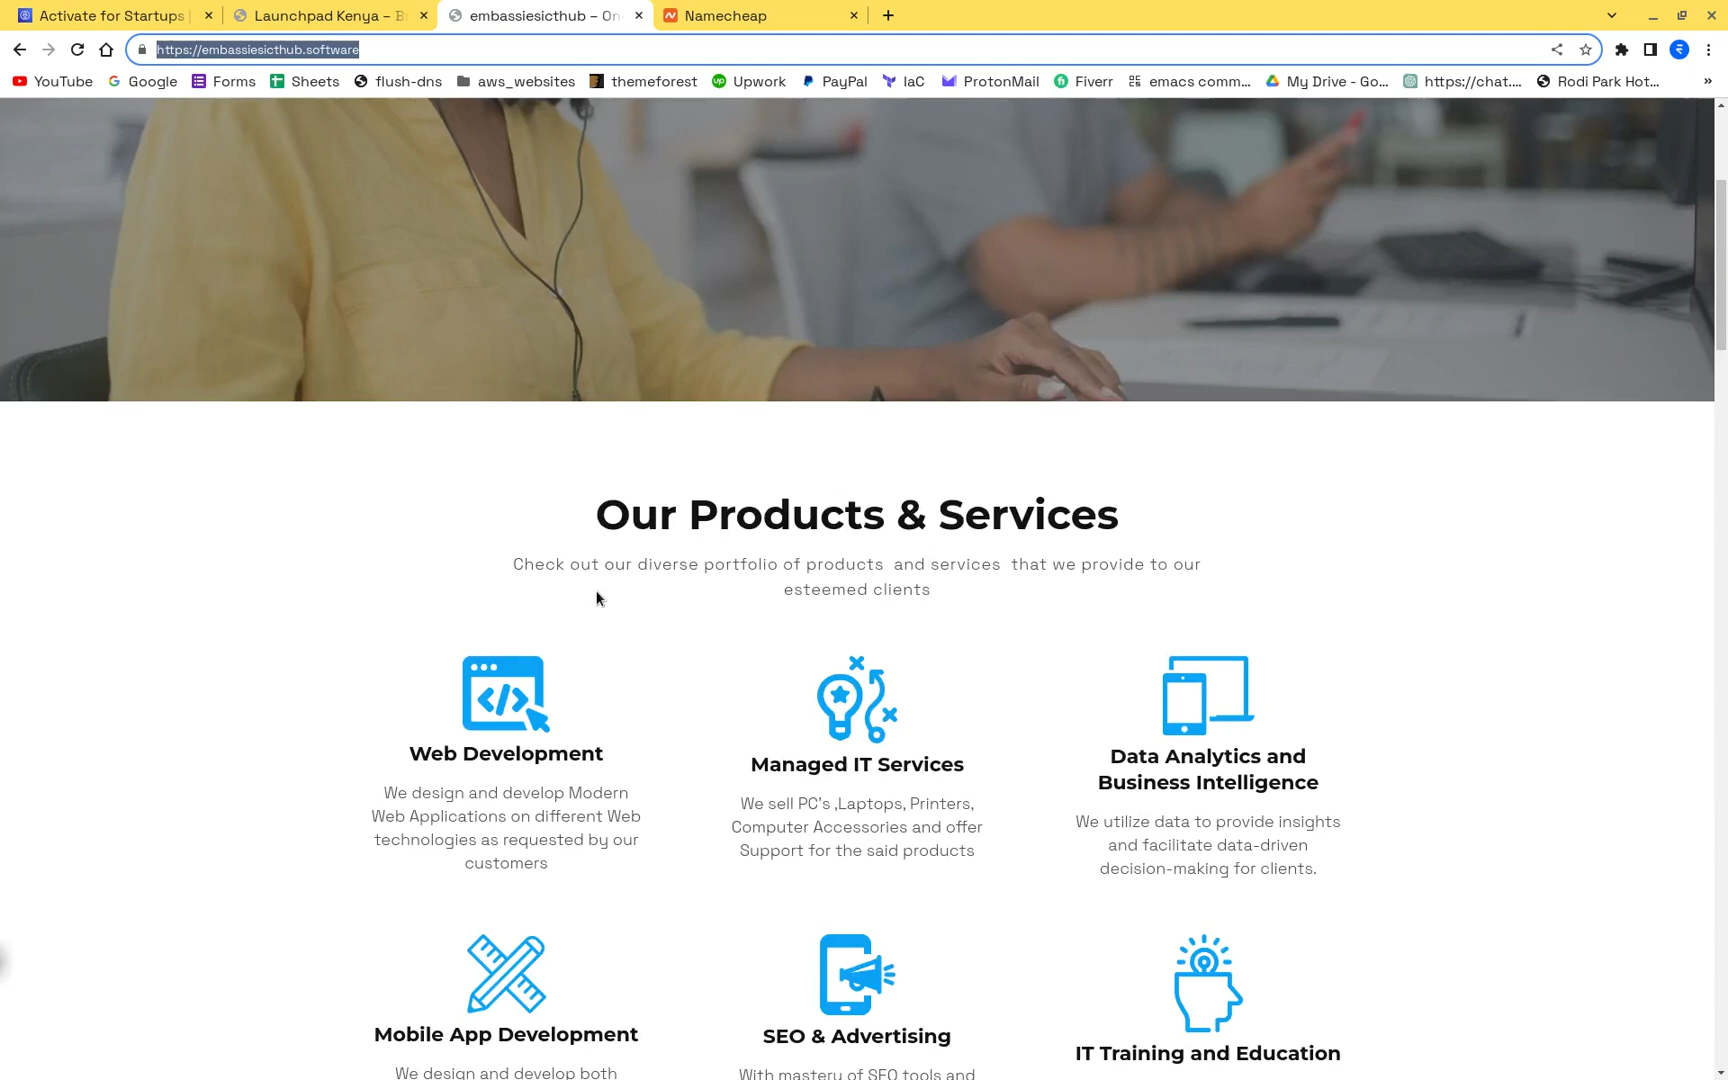 Activate for Startups
Launchpad Kenya – B
embassiesicthub – On
Namecheap
https://embassiesicthub.software
YouTube
Google
Forms
Sheets
flush-dns
aws_websites
themeforest
Upwork
PayPal
IaC
ProtonMail
Fiverr
emacs comm...
My Drive - Go...
https://chat....
Rodi Park Hot...
»
Our Products & Services
Check out our diverse portfolio of products and services that we provide to our
esteemed clients
Web Development
We design and develop Modern
Web Applications on different Web
technologies as requested by our
customers
Managed IT Services
We sell PC's ,Laptops, Printers,
Computer Accessories and offer
Support for the said products
Data Analytics and
Business Intelligence
We utilize data to provide insights
and facilitate data-driven
decision-making for clients.
Mobile App Development
We design and develop both
SEO & Advertising
With mastery of SEO tools and
IT Training and Education